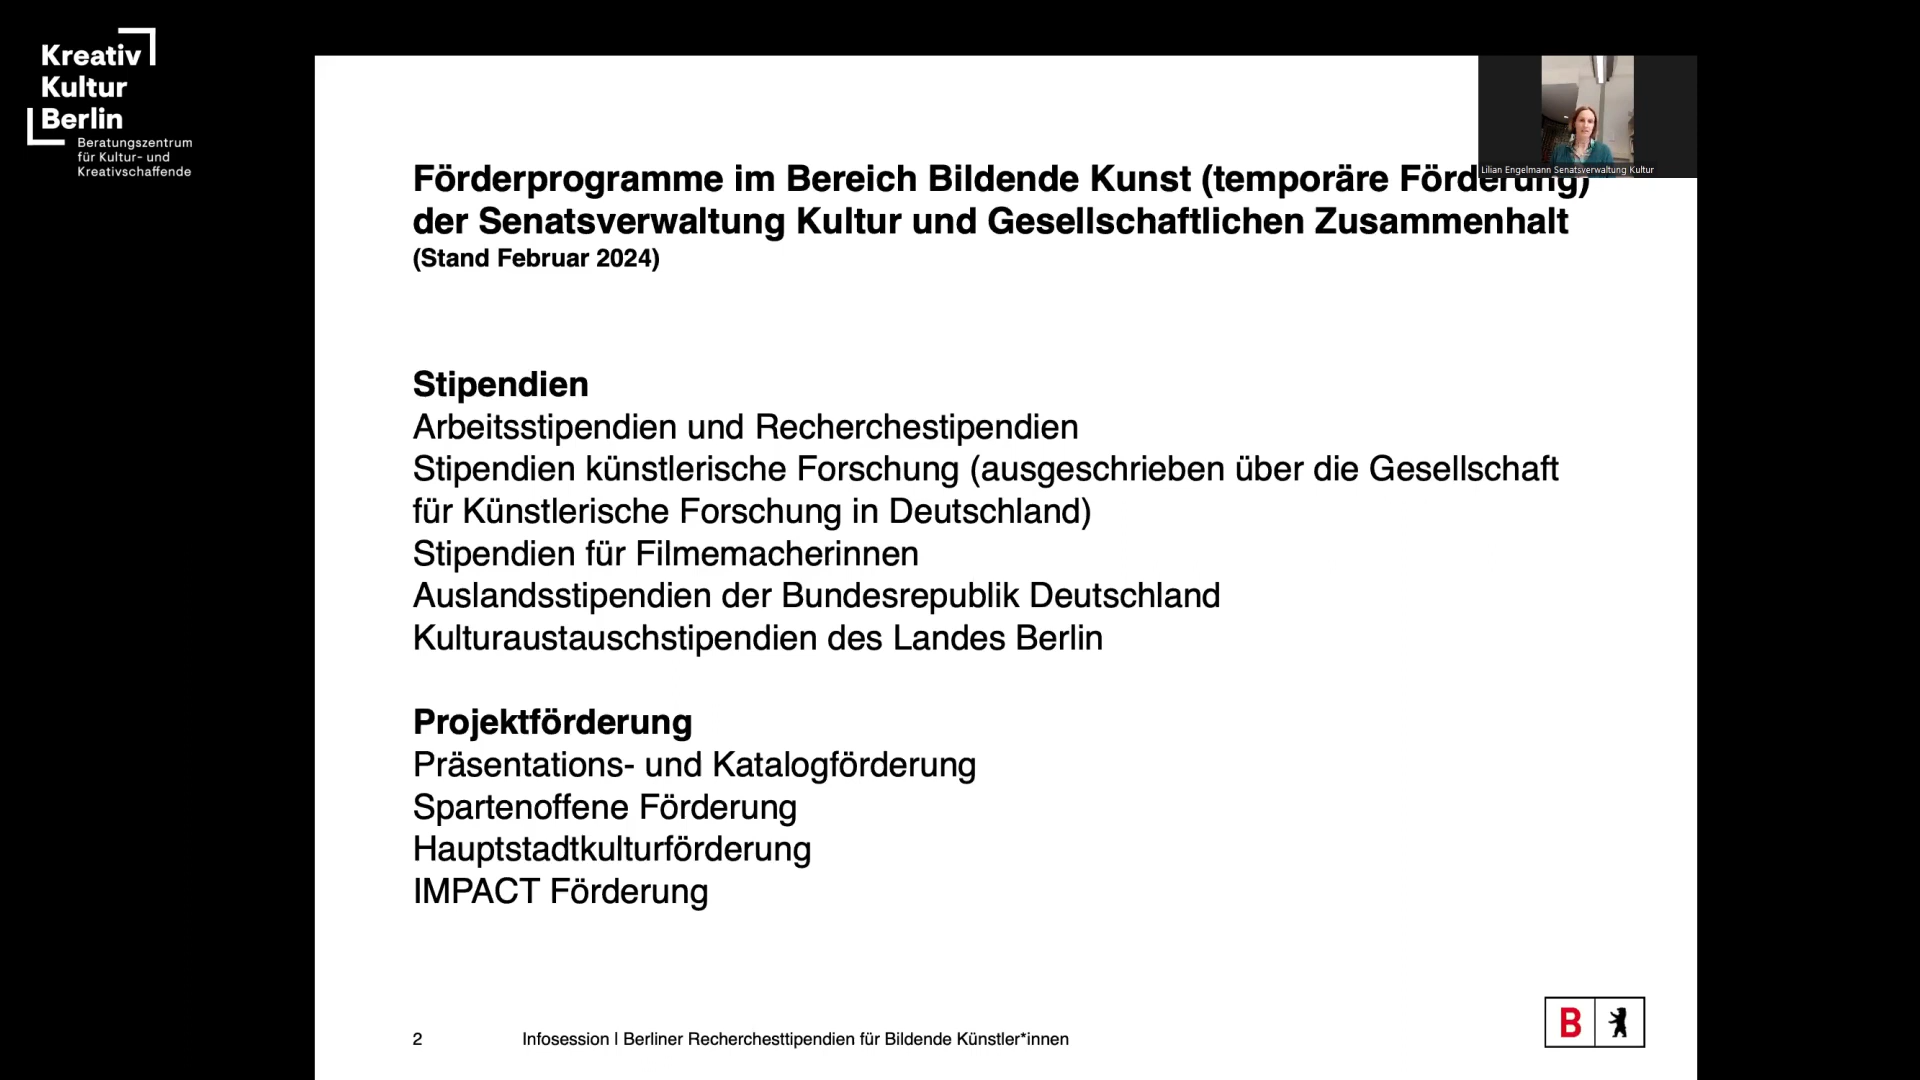 Kreativ
Kultur
Berlin
Beratungszentrum
für Kultur- und
Kreativschaffende
Lilian Engelmann Senatsverwaltung Kultur
Förderprogramme im Bereich Bildende Kunst (temporäre Förderung)
der Senatsverwaltung Kultur und Gesellschaftlichen Zusammenhalt
(Stand Februar 2024)
Stipendien
Arbeitsstipendien und Recherchestipendien
Stipendien künstlerische Forschung (ausgeschrieben über die Gesellschaft
für Künstlerische Forschung in Deutschland)
Stipendien für Filmemacherinnen
Auslandsstipendien der Bundesrepublik Deutschland
Kulturaustauschstipendien des Landes Berlin
Projektförderung
Präsentations- und Katalogförderung
Spartenoffene Förderung
Hauptstadtkulturförderung
IMPACT Förderung
2 Infosession | Berliner Recherchesttipendien für Bildende Künstler*innen
B